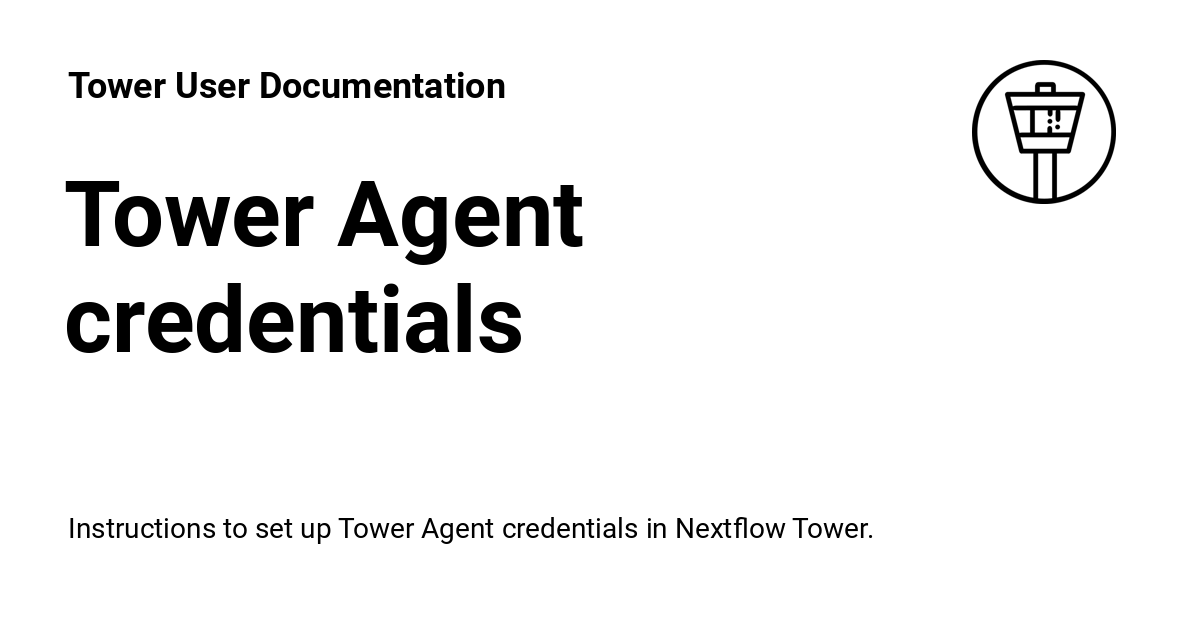 Tower User Documentation
Tower Agent
credentials
Instructions to set up Tower Agent credentials in Nextflow Tower.